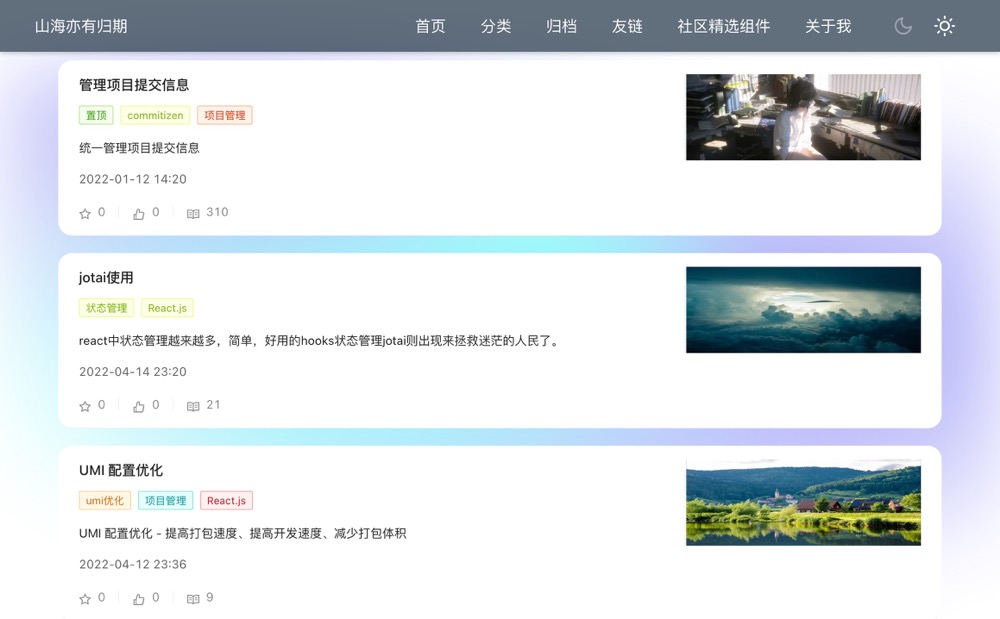 山海亦有归期 首页 分类 归档 友链 社区精选组件 关于我
管理项目提交信息
置顶 commitizen 项目管理
统一管理项目提交信息
2022-01-12 14:20
0 0 310
jotai使用
状态管理 React.js
react中状态管理越来越多，简单，好用的hooks状态管理jotai则出现来拯救迷茫的人民了。
2022-04-14 23:20
0 0 21
UMI 配置优化
umi优化 项目管理 React.js
UMI 配置优化 - 提高打包速度、提高开发速度、减少打包体积
2022-04-12 23:36
0 0 9